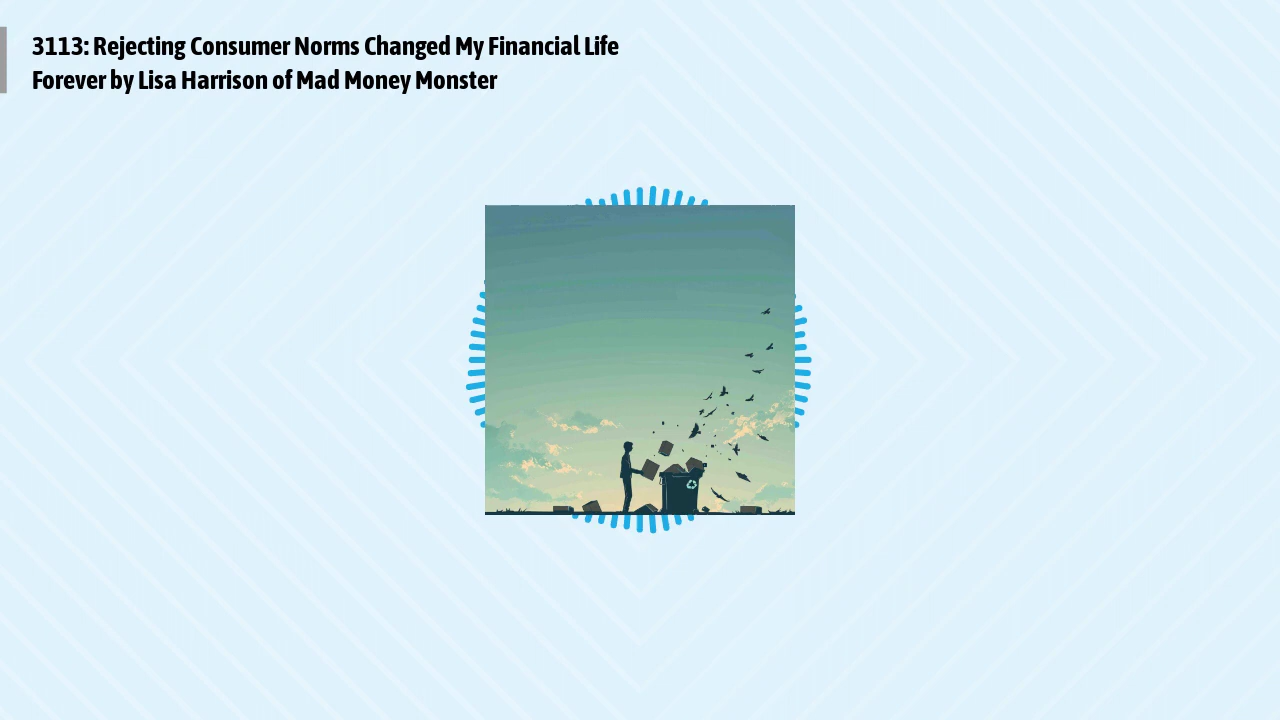 3113: Rejecting Consumer Norms Changed My Financial Life
Forever by Lisa Harrison of Mad Money Monster